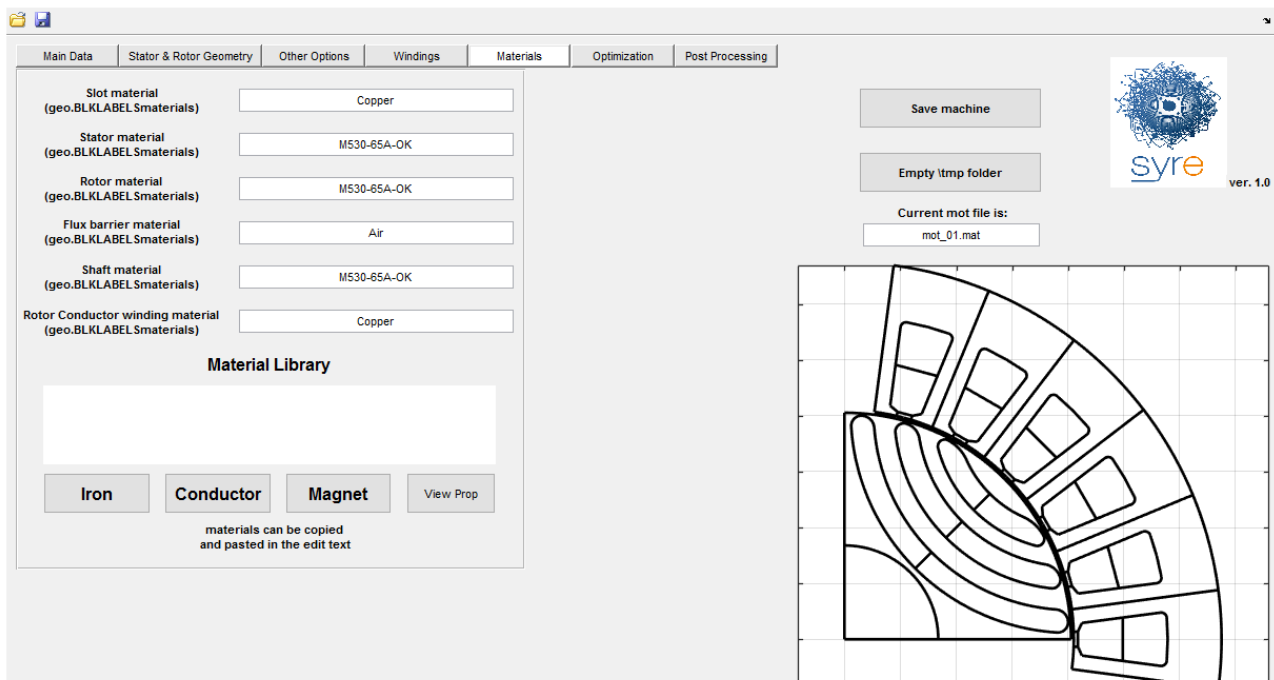 Main Data
Stator & Rotor Geometry
Other Options
Windings
Materials
Optimization
Post Processing
Slot material
(geo.BLKLABELSmaterials)
Copper
Stator material
(geo.BLKLABELSmaterials)
M530-65A-OK
Rotor material
(geo.BLKLABELSmaterials)
M530-65A-OK
Flux barrier material
(geo.BLKLABELSmaterials)
Air
Shaft material
(geo.BLKLABELSmaterials)
M530-65A-OK
Rotor Conductor winding material
(geo.BLKLABELSmaterials)
Copper
Material Library
Iron
Conductor
Magnet
View Prop
materials can be copied
and pasted in the edit text
Save machine
Empty \tmp folder
Current mot file is:
mot_01.mat
syre
ver. 1.0